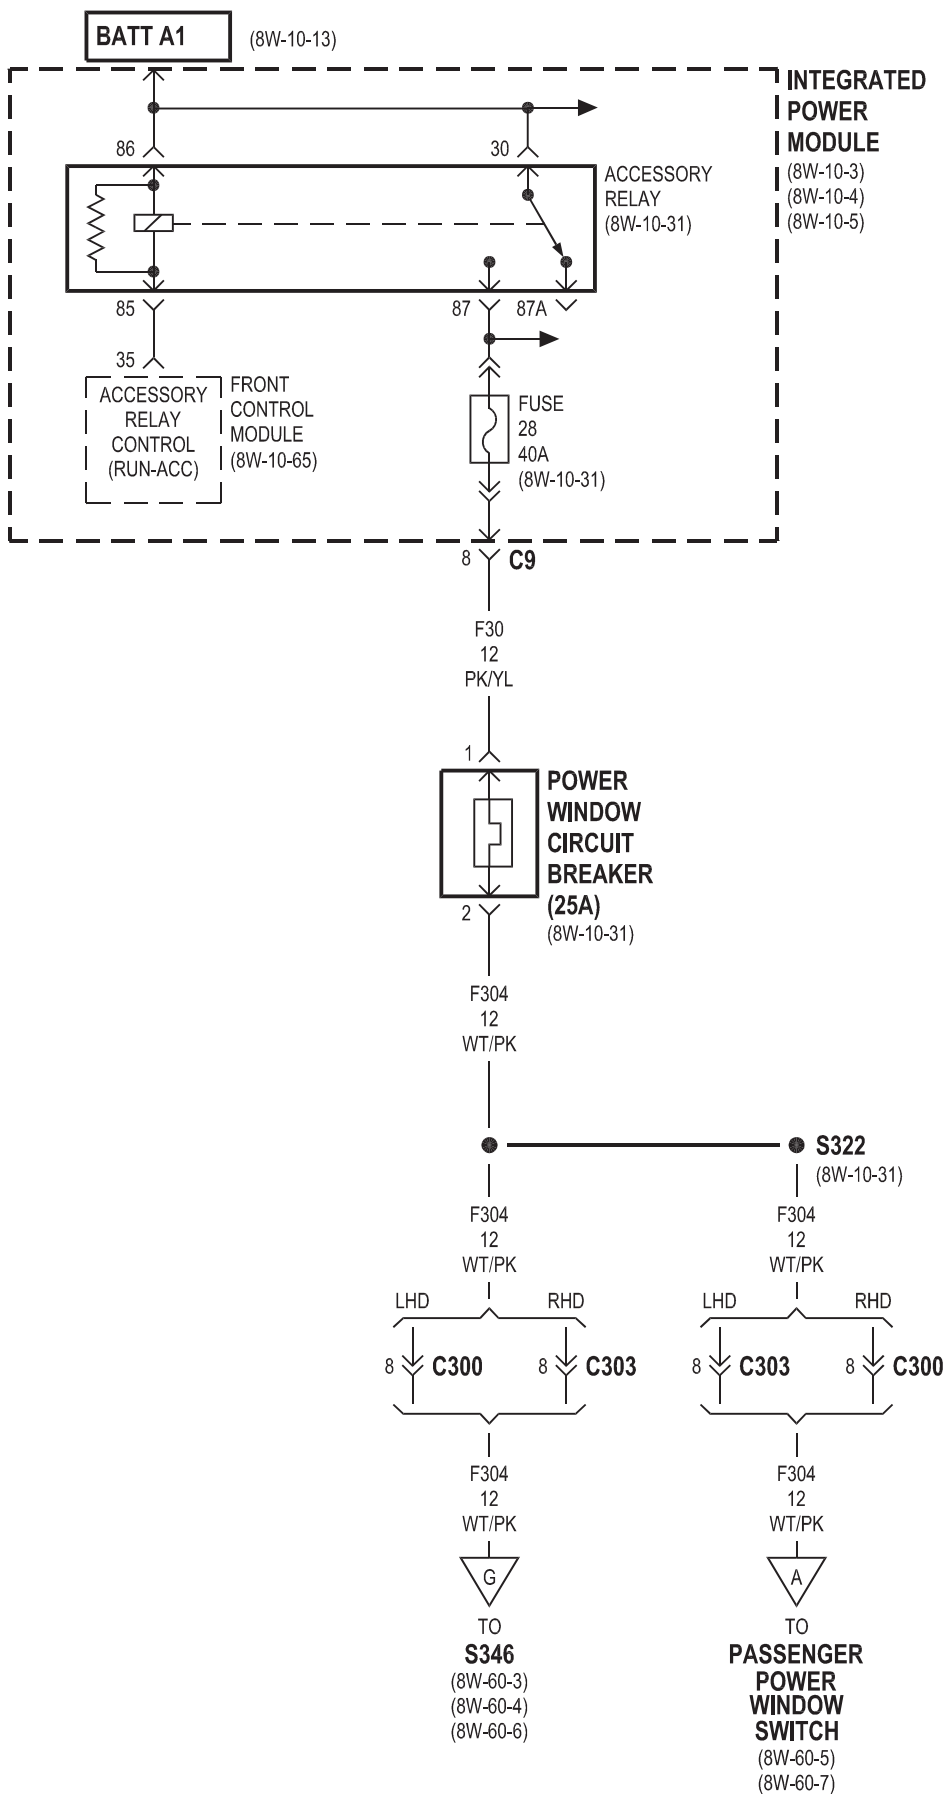 BATT A1
(8W-10-13)
INTEGRATED
POWER
MODULE
(8W-10-3)
(8W-10-4)
(8W-10-5)
86
30
ACCESSORY
RELAY
(8W-10-31)
85
87
87A
35
ACCESSORY
RELAY
CONTROL
(RUN-ACC)
FRONT
CONTROL
MODULE
(8W-10-65)
FUSE
28
40A
(8W-10-31)
8
C9
F30
12
PK/YL
1
POWER
WINDOW
CIRCUIT
BREAKER
(25A)
(8W-10-31)
2
F304
12
WT/PK
S322
(8W-10-31)
F304
12
WT/PK
F304
12
WT/PK
LHD
RHD
LHD
RHD
8
C300
8
C303
8
C303
8
C300
F304
12
WT/PK
F304
12
WT/PK
G
A
TO
S346
(8W-60-3)
(8W-60-4)
(8W-60-6)
TO
PASSENGER
POWER
WINDOW
SWITCH
(8W-60-5)
(8W-60-7)